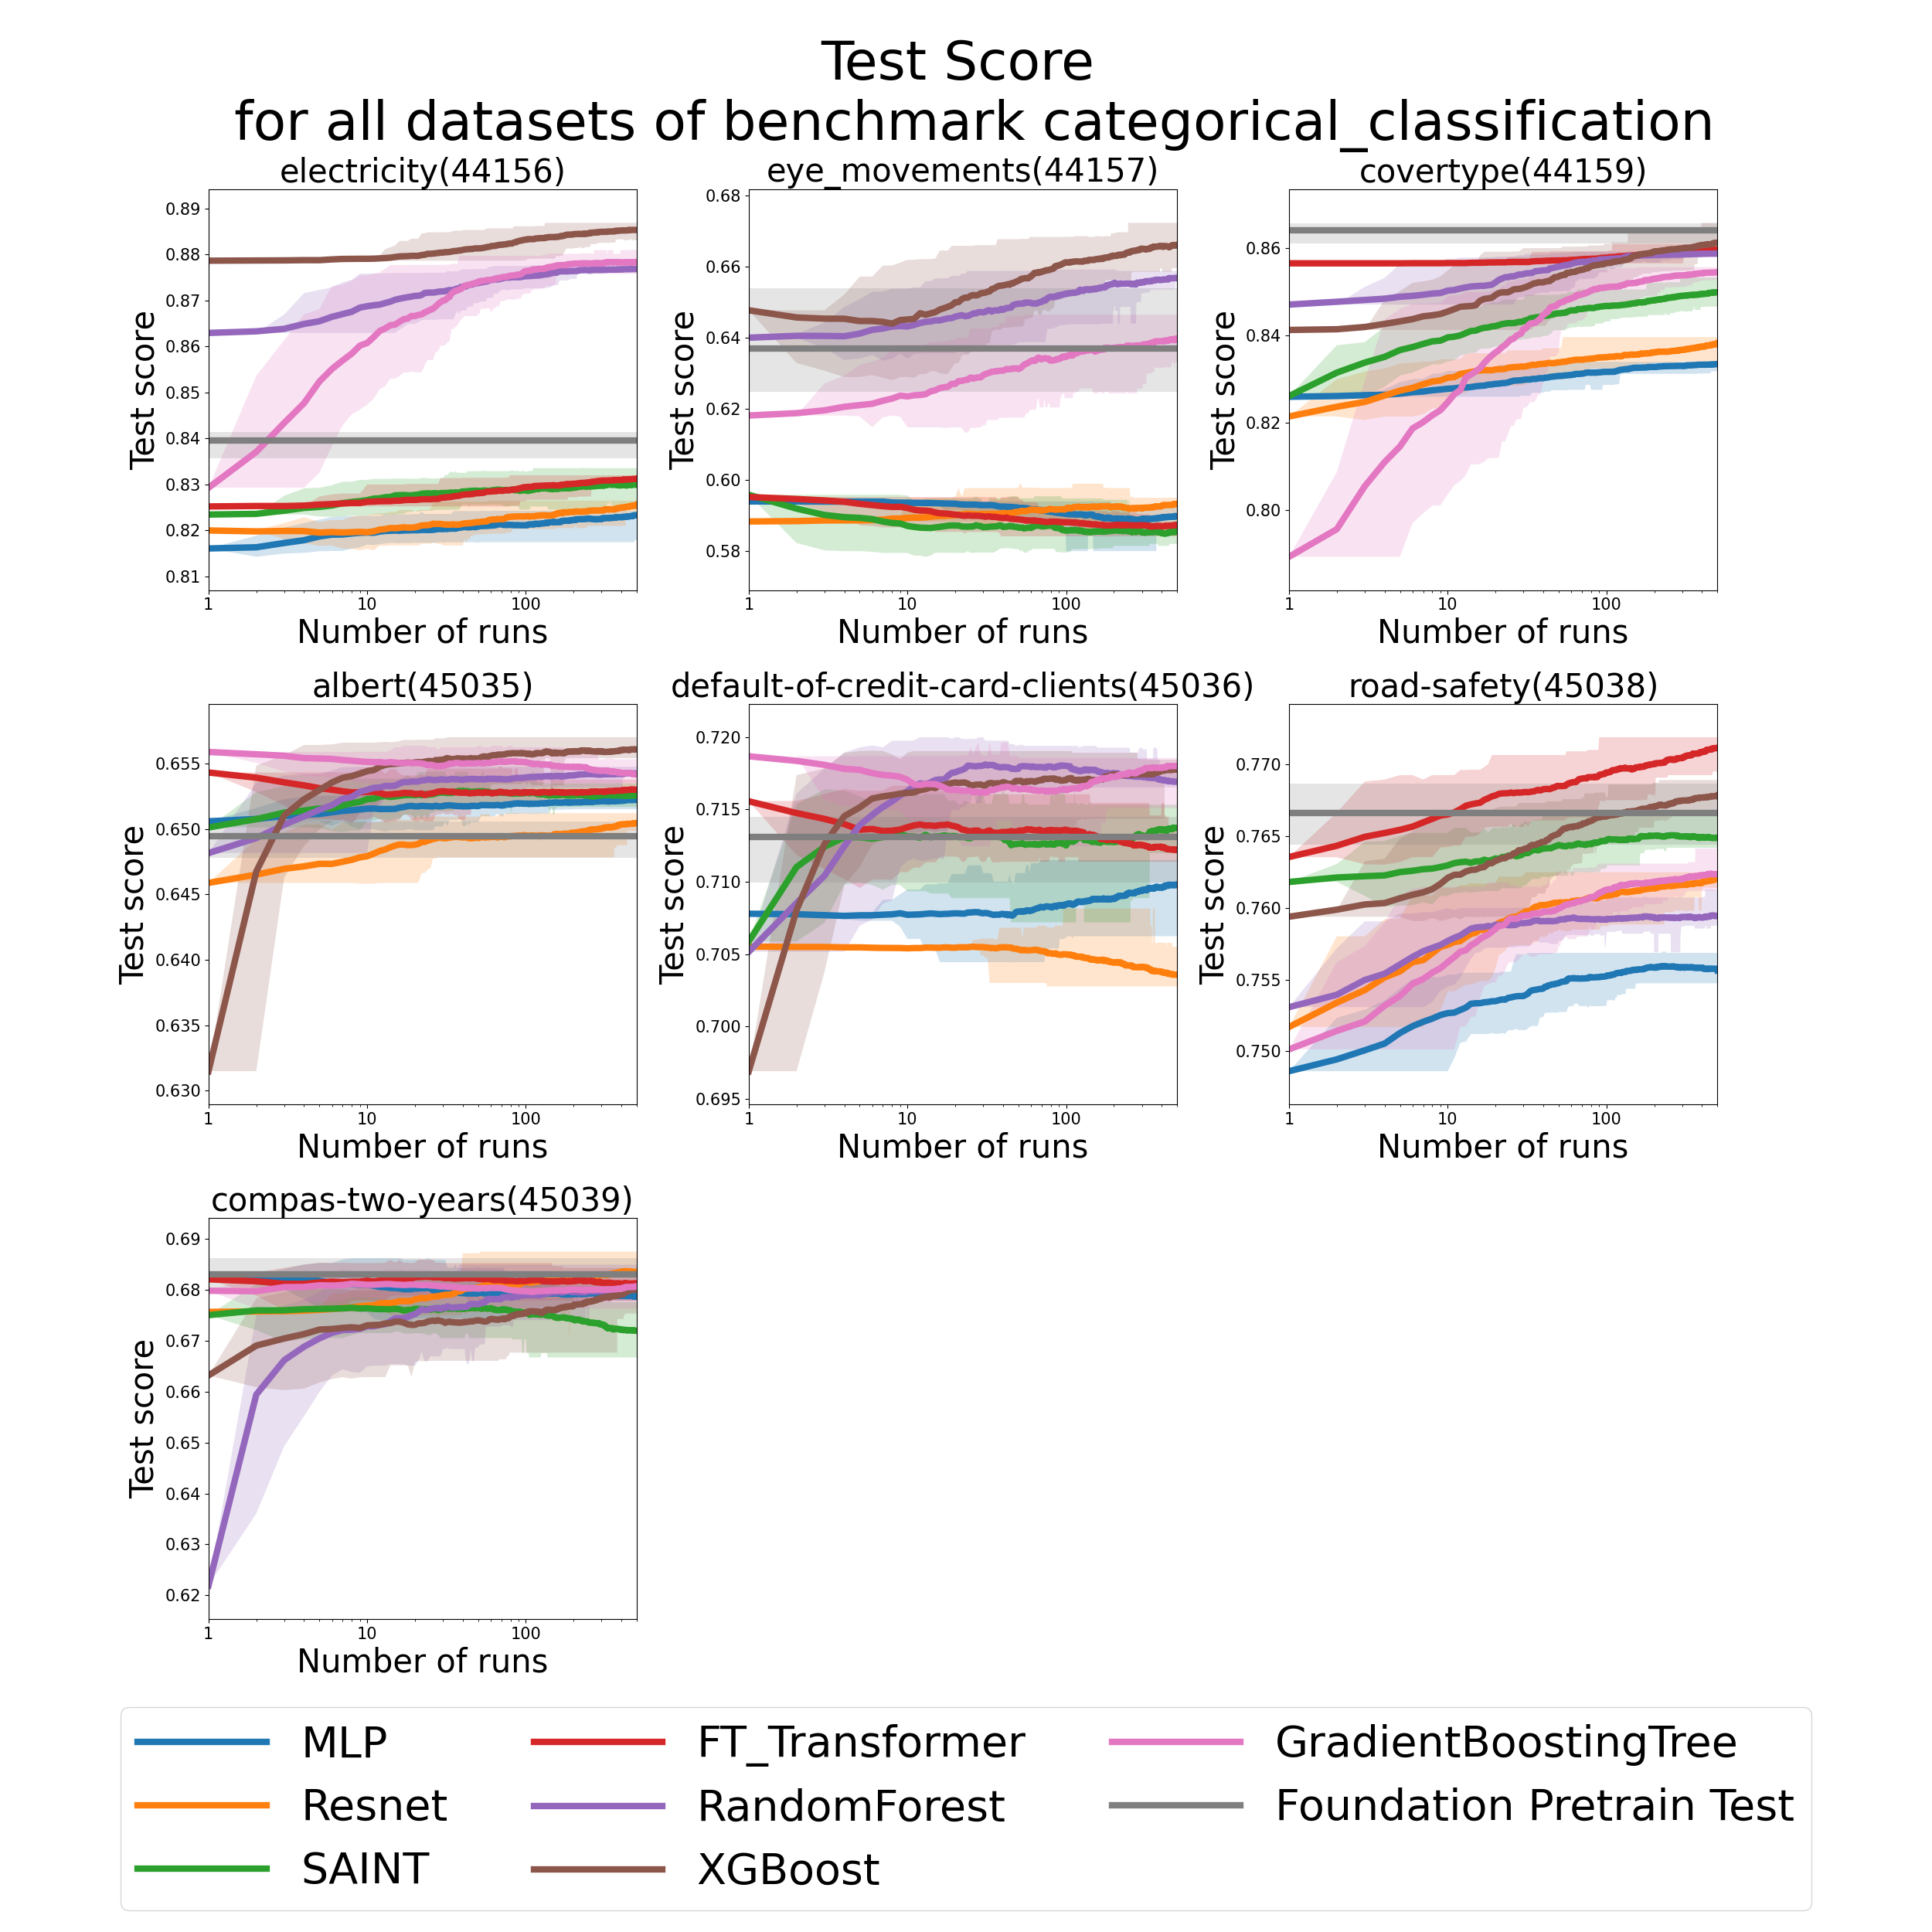 Test Score
for all datasets of benchmark categorical_classification
electricity(44156)
eye_movements(44157)
covertype(44159)
Test score
0.89
0.88
0.87
0.86
0.85
0.84
0.83
0.82
0.81
1
10
100
Number of runs
Test score
0.68
0.66
0.64
0.62
0.60
0.58
1
10
100
Number of runs
Test score
0.86
0.84
0.82
0.80
1
10
100
Number of runs
albert(45035)
default-of-credit-card-clients(45036)
road-safety(45038)
Test score
0.655
0.650
0.645
0.640
0.635
0.630
1
10
100
Number of runs
Test score
0.720
0.715
0.710
0.705
0.700
0.695
1
10
100
Number of runs
Test score
0.770
0.765
0.760
0.755
0.750
1
10
100
Number of runs
compas-two-years(45039)
Test score
0.69
0.68
0.67
0.66
0.65
0.64
0.63
0.62
1
10
100
Number of runs
MLP
Resnet
SAINT
FT_Transformer
RandomForest
XGBoost
GradientBoostingTree
Foundation Pretrain Test